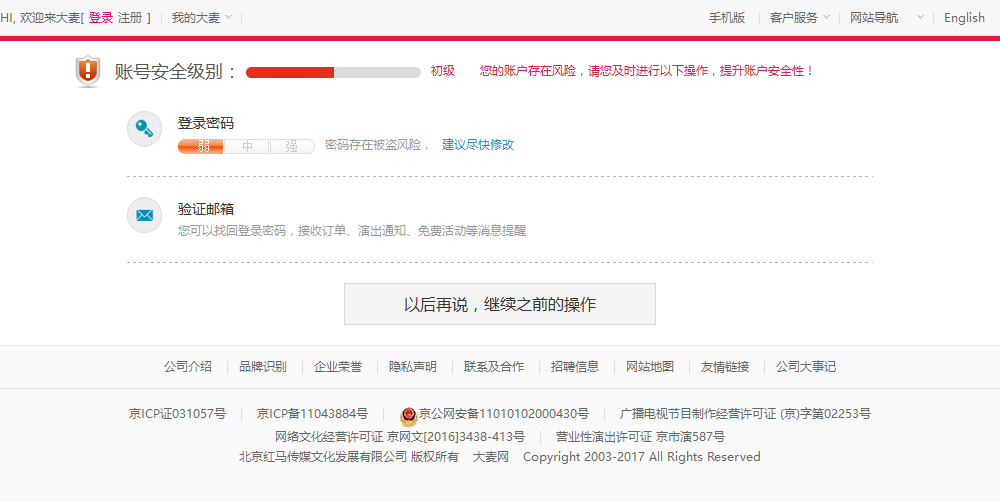 HI, 欢迎来大麦[ 登录 注册 ] 我的大麦 手机版 客户服务 网站导航 English
账号安全级别： 初级 您的账户存在风险，请您及时进行以下操作，提升账户安全性！
登录密码
弱 中 强 密码存在被盗风险， 建议尽快修改
验证邮箱
您可以找回登录密码，接收订单、演出通知、免费活动等消息提醒
以后再说，继续之前的操作
公司介绍 品牌识别 企业荣誉 隐私声明 联系及合作 招聘信息 网站地图 友情链接 公司大事记
京ICP证031057号 京ICP备11043884号 京公网安备11010102000430号 广播电视节目制作经营许可证 (京)字第02253号
网络文化经营许可证 京网文[2016]3438-413号 营业性演出许可证 京市演587号
北京红马传媒文化发展有限公司 版权所有 大麦网 Copyright 2003-2017 All Rights Reserved